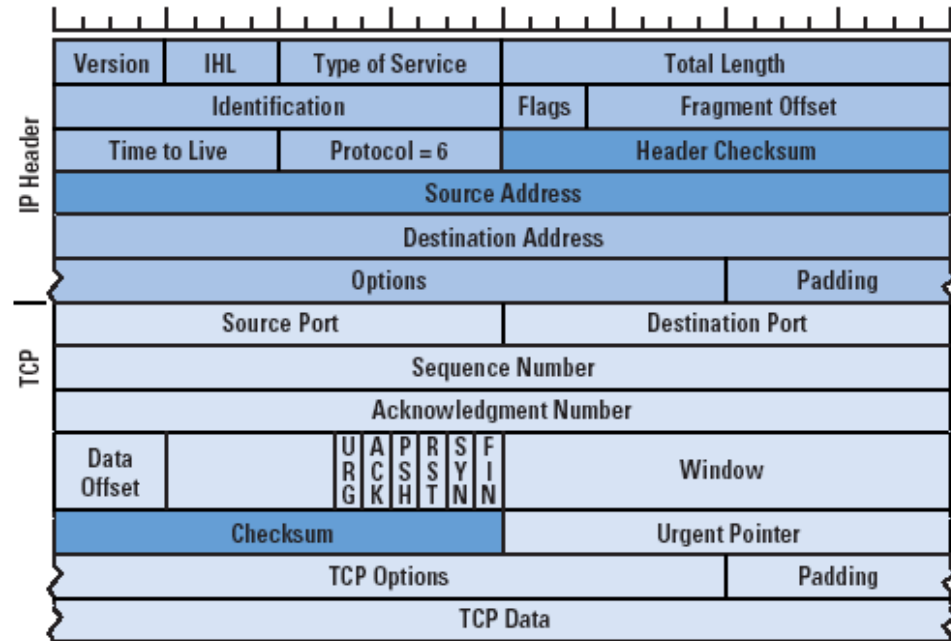 Version IHL Type of Service Total Length
Identification Flags Fragment Offset
Time to Live Protocol = 6 Header Checksum
Source Address
Destination Address
Options Padding
IP Header
Source Port Destination Port
Sequence Number
Acknowledgment Number
Data Offset URG ACK PSH RST SYN FIN Window
Checksum Urgent Pointer
TCP Options Padding
TCP Data
TCP